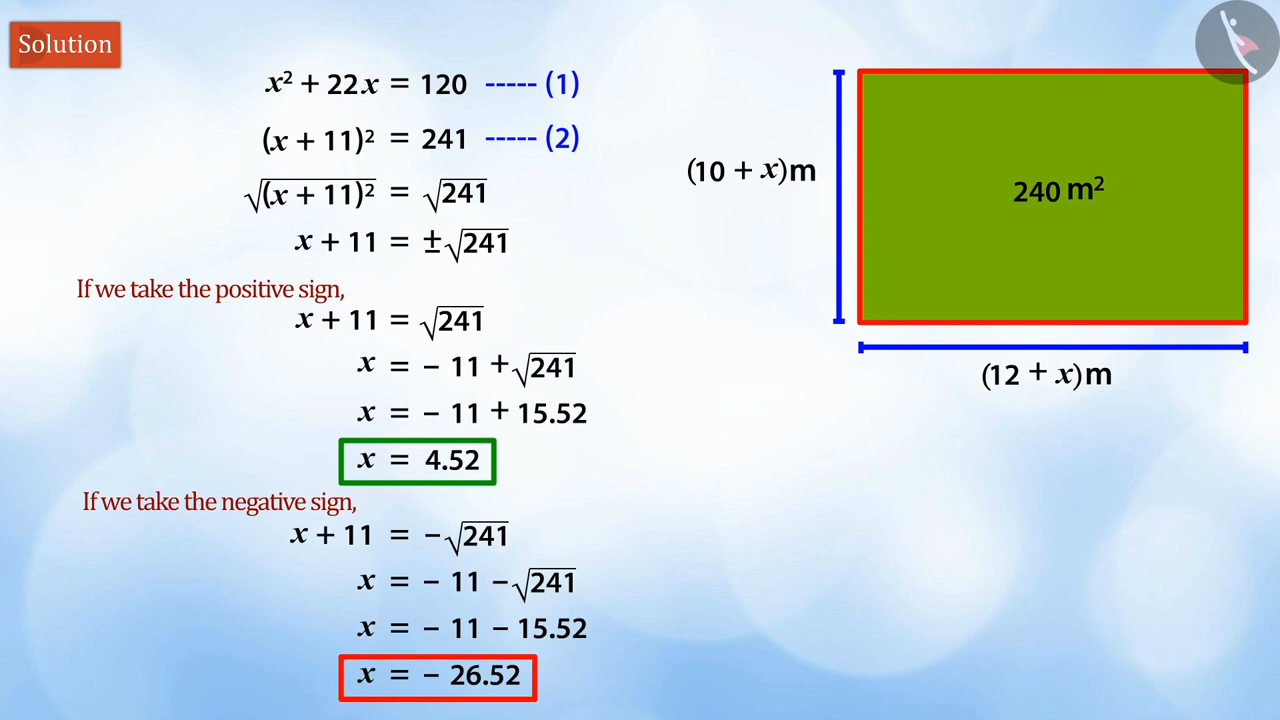 Solution
x² + 22x = 120 ----- (1)
(x + 11)² = 241 ----- (2)
√(x + 11)² = √241
x + 11 = ±√241
If we take the positive sign,
x + 11 = √241
x = − 11 + √241
x = − 11 + 15.52
x = 4.52
If we take the negative sign,
x + 11 = −√241
x = − 11 −√241
x = − 11 − 15.52
x = − 26.52
(10 + x)m
240 m²
(12 + x)m